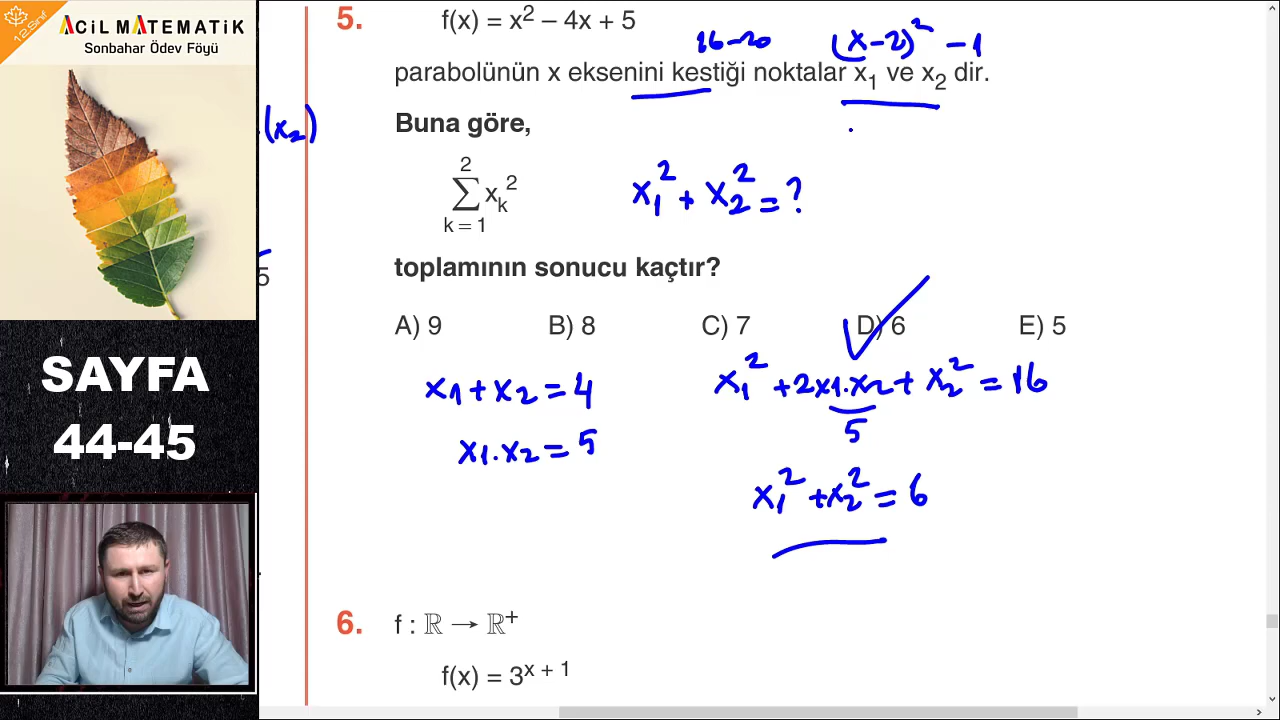 12.Sınıf
AciL MATEMATiK
Sonbahar Ödev Föyü
5. f(x) = x² – 4x + 5
16-20 (x-2)² -1
parabolünün x eksenini kestiği noktalar x₁ ve x₂ dir.
(x₂)
Buna göre,
2
∑ xₖ² x₁² + x₂² = ?
k = 1
5
toplamının sonucu kaçtır?
A) 9 B) 8 C) 7 D) 6 E) 5
x₁ + x₂ = 4 x₁² + 2x₁.x₂ + x₂² = 16
5
x₁.x₂ = 5
x₁² + x₂² = 6
SAYFA
44-45
6. f : ℝ → ℝ⁺
f(x) = 3ˣ ⁺ ¹